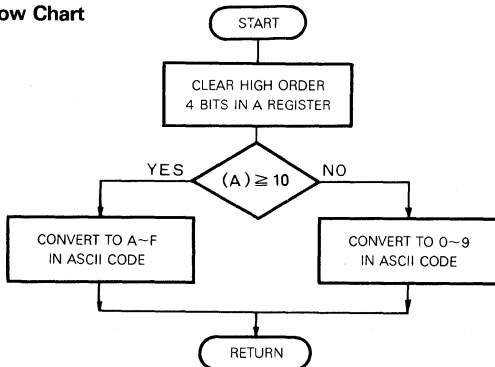 ow Chart
START
CLEAR HIGH ORDER
4 BITS IN A REGISTER
YES
(A) ≧ 10
NO
CONVERT TO A~F
IN ASCII CODE
CONVERT TO 0~9
IN ASCII CODE
RETURN